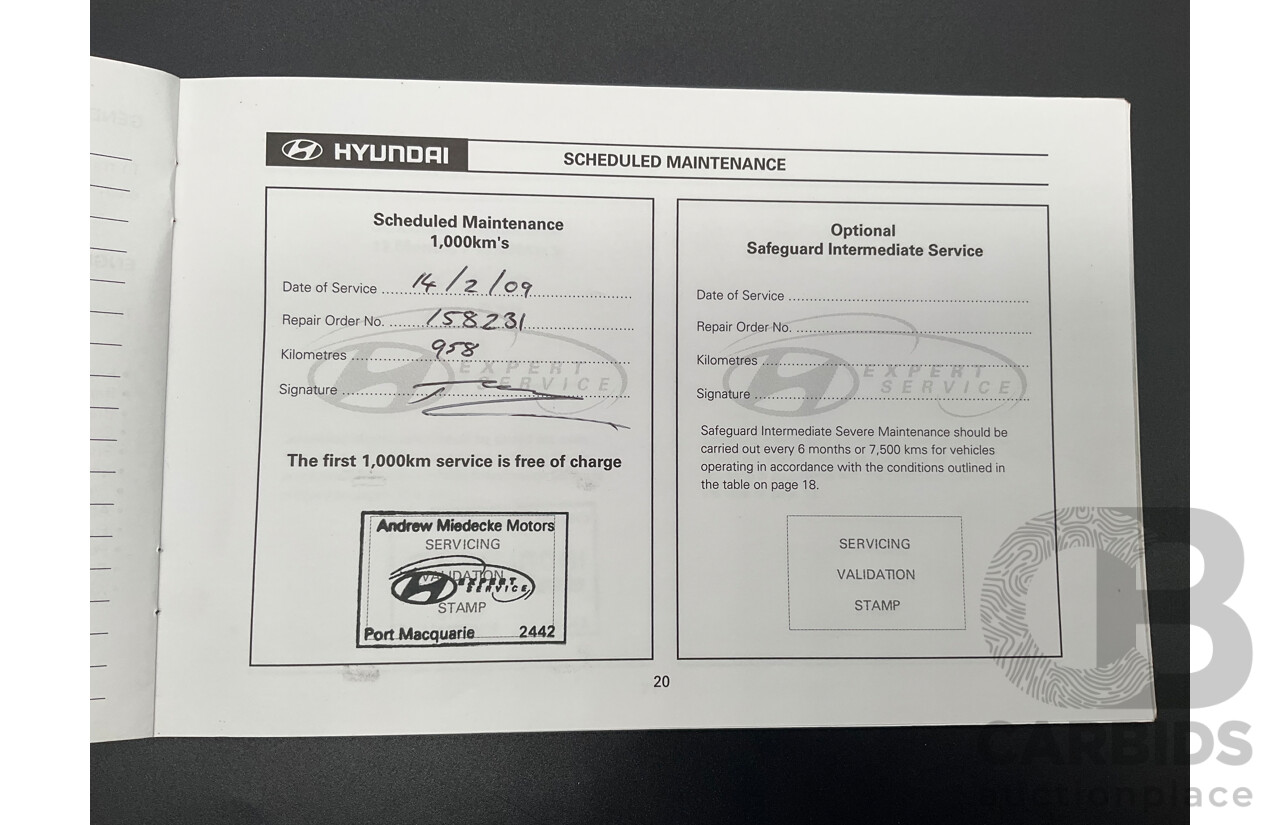 HYUNDAI
SCHEDULED MAINTENANCE
Scheduled Maintenance
1,000km's
Date of Service 14/2/09
Repair Order No. 158231
Kilometres 958
Signature
EXPERT
SERVICE
The first 1,000km service is free of charge
Andrew Miedecke Motors
SERVICING
VALIDATION
EXPERT
SERVICE
STAMP
Port Macquarie 2442
Optional
Safeguard Intermediate Service
Date of Service
Repair Order No.
Kilometres
Signature
EXPERT
SERVICE
Safeguard Intermediate Severe Maintenance should be
carried out every 6 months or 7,500 kms for vehicles
operating in accordance with the conditions outlined in
the table on page 18.
SERVICING
VALIDATION
STAMP
20
CARBIDS
auctionplace